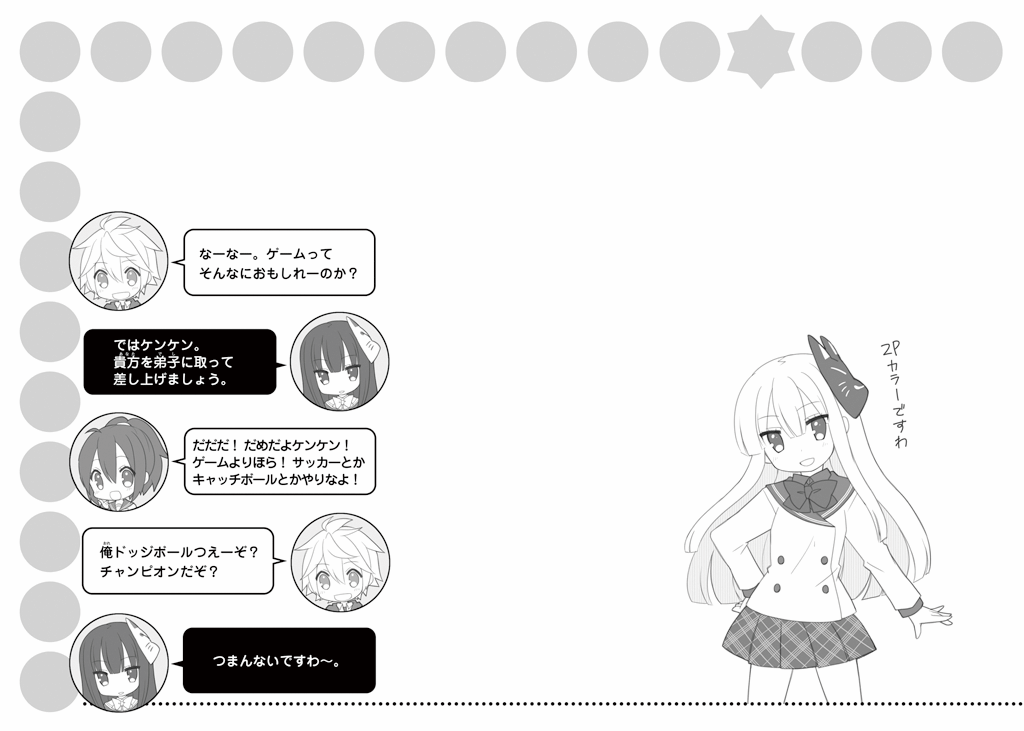 なーなー。ゲームって
そんなにおもしれーのか？
ではケンケン。
貴方を弟子に取って
差し上げましょう。
だだだ！ だめだよケンケン！
ゲームよりほら！ サッカーとか
キャッチボールとかやりなよ！
俺ドッジボールつえーぞ？
チャンピオンだぞ？
つまんないですわ～。
2Pカラーですわ